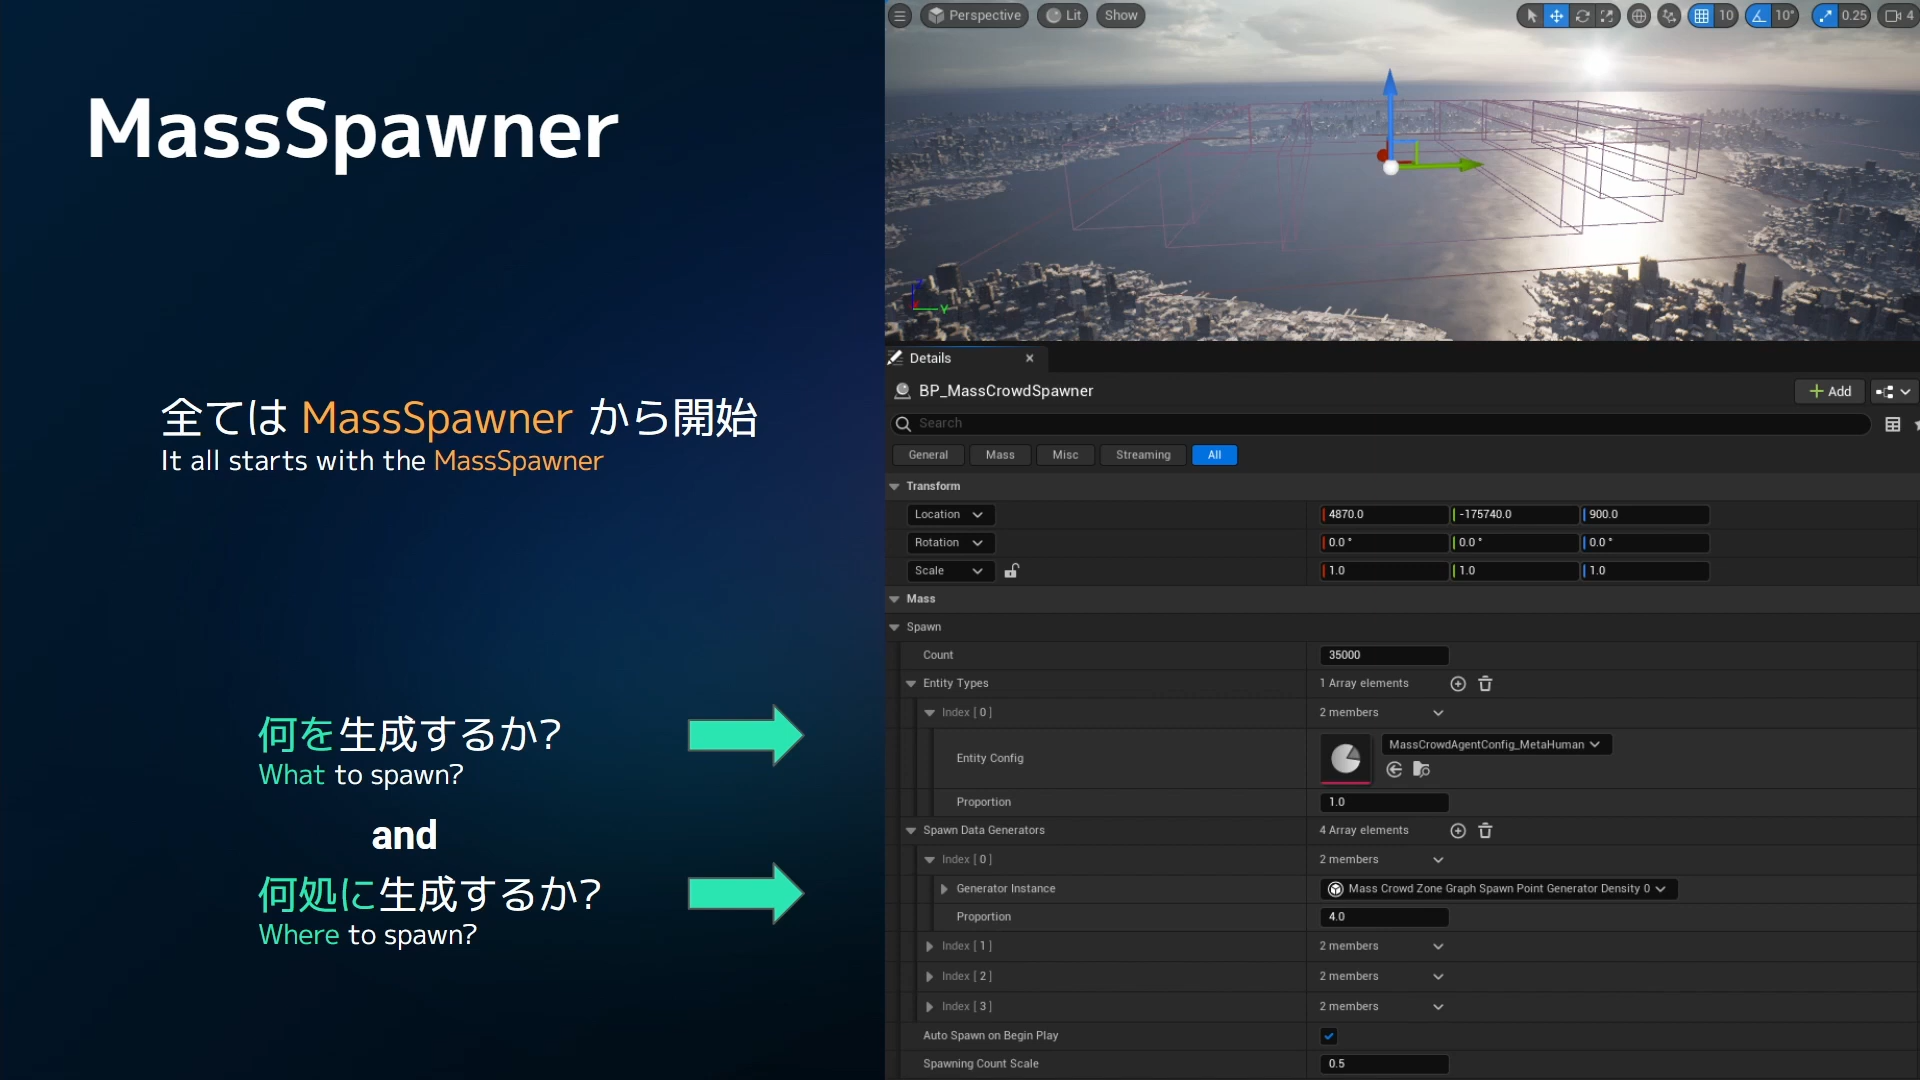 MassSpawner
全ては MassSpawner から開始
It all starts with the MassSpawner
何を生成するか?
What to spawn?
and
何処に生成するか?
Where to spawn?
Perspective Lit Show 10 10° 0.25 4
Y
Details
BP_MassCrowdSpawner Add
Search
General Mass Misc Streaming All
Transform
Location 4870.0 -175740.0 900.0
Rotation 0.0 ° 0.0 ° 0.0 °
Scale 1.0 1.0 1.0
Mass
Spawn
Count 35000
Entity Types 1 Array elements
Index [ 0 ] 2 members
Entity Config MassCrowdAgentConfig_MetaHuman
Proportion 1.0
Spawn Data Generators 4 Array elements
Index [ 0 ] 2 members
Generator Instance Mass Crowd Zone Graph Spawn Point Generator Density 0
Proportion 4.0
Index [ 1 ] 2 members
Index [ 2 ] 2 members
Index [ 3 ] 2 members
Auto Spawn on Begin Play
Spawning Count Scale 0.5